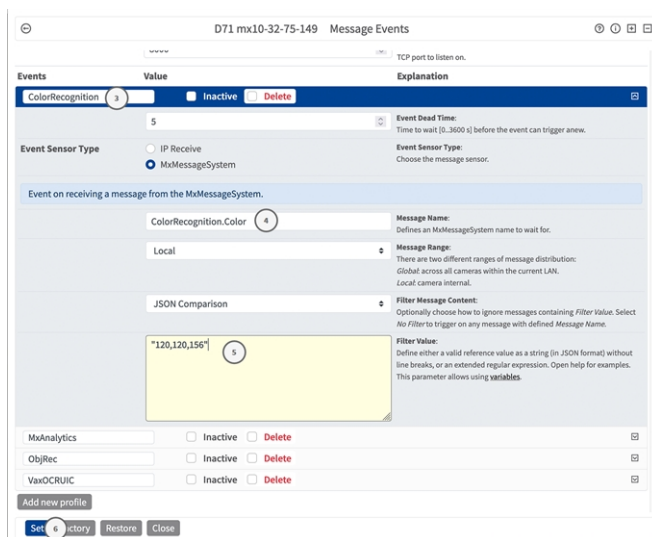 D71 mx10-32-75-149 Message Events
TCP port to listen on.
Events Value Explanation
ColorRecognition 3 Inactive Delete
5 Event Dead Time:
Time to wait [0..3600 s] before the event can trigger anew.
Event Sensor Type IP Receive Event Sensor Type:
MxMessageSystem Choose the message sensor.
Event on receiving a message from the MxMessageSystem.
ColorRecognition.Color 4 Message Name:
Defines an MxMessageSystem name to wait for.
Local Message Range:
There are two different ranges of message distribution:
Global: across all cameras within the current LAN.
Local: camera internal.
JSON Comparison Filter Message Content:
Optionally choose how to ignore messages containing Filter Value. Select
No Filter to trigger on any message with defined Message Name.
"120,120,156" 5 Filter Value:
Define either a valid reference value as a string (in JSON format) without
line breaks, or an extended regular expression. Open help for examples.
This parameter allows using variables.
MxAnalytics Inactive Delete
ObjRec Inactive Delete
VaxOCRUIC Inactive Delete
Add new profile
Set 6 ctory Restore Close